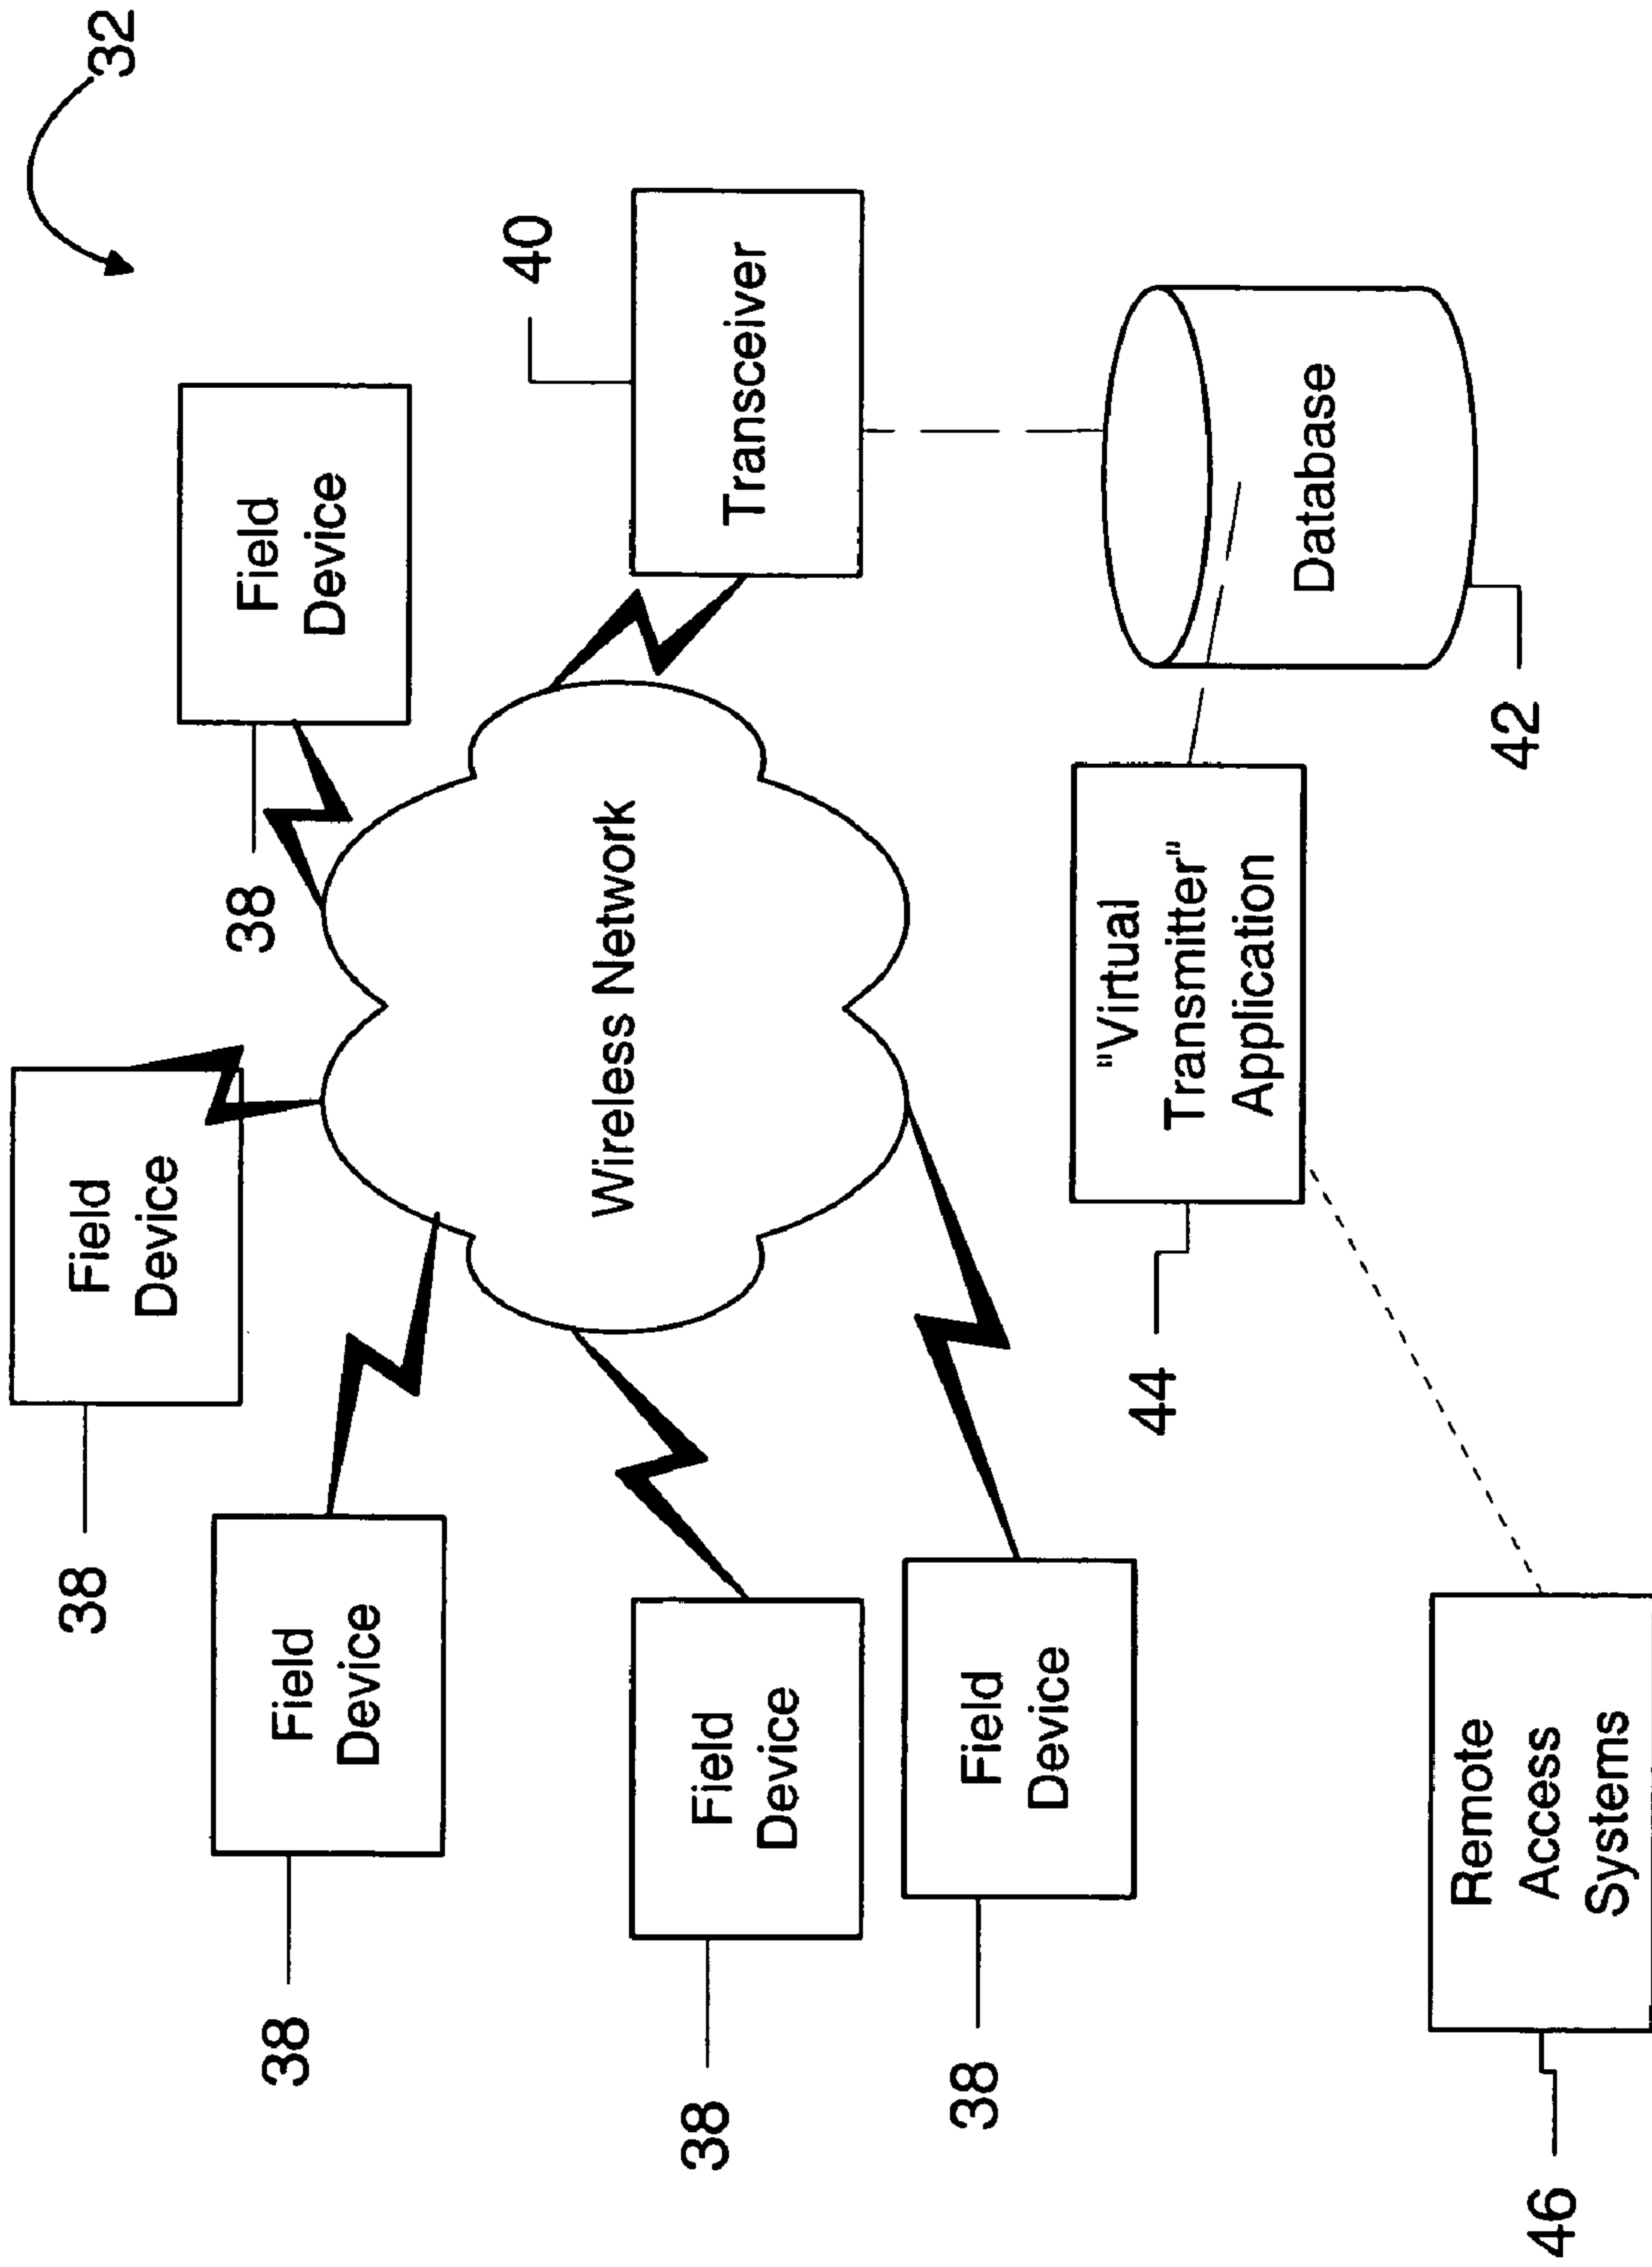 32
Field
Device
38
Field
Device
38
Field
Device
38
Field
Device
38
Field
Device
38
Wireless Network
40
Transceiver
Database
42
"Virtual
Transmitter"
Application
44
Remote
Access
Systems
46